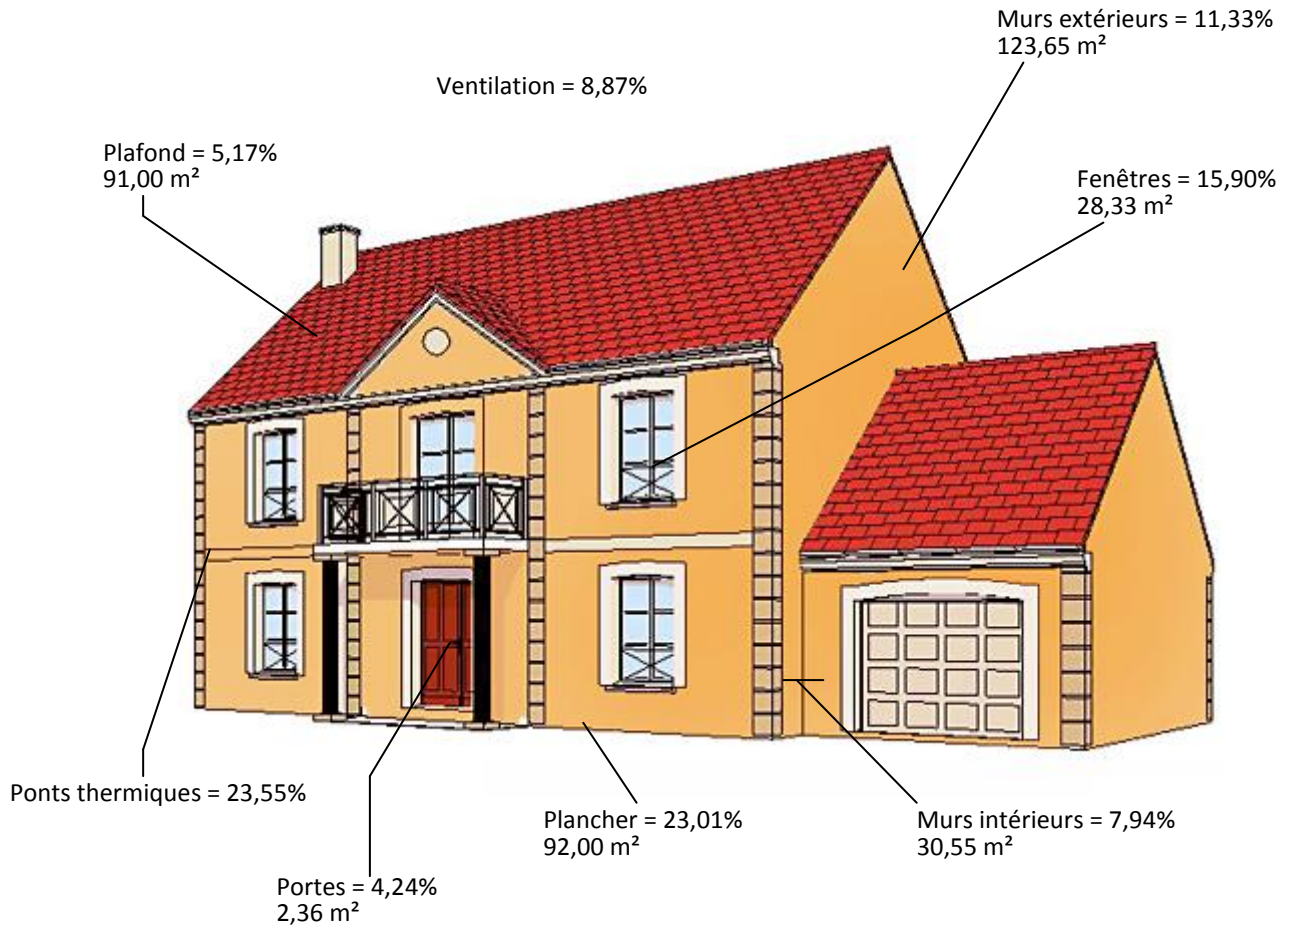 Murs extérieurs = 11,33%
123,65 m²
Ventilation = 8,87%
Plafond = 5,17%
91,00 m²
Fenêtres = 15,90%
28,33 m²
Ponts thermiques = 23,55%
Plancher = 23,01%
92,00 m²
Murs intérieurs = 7,94%
30,55 m²
Portes = 4,24%
2,36 m²